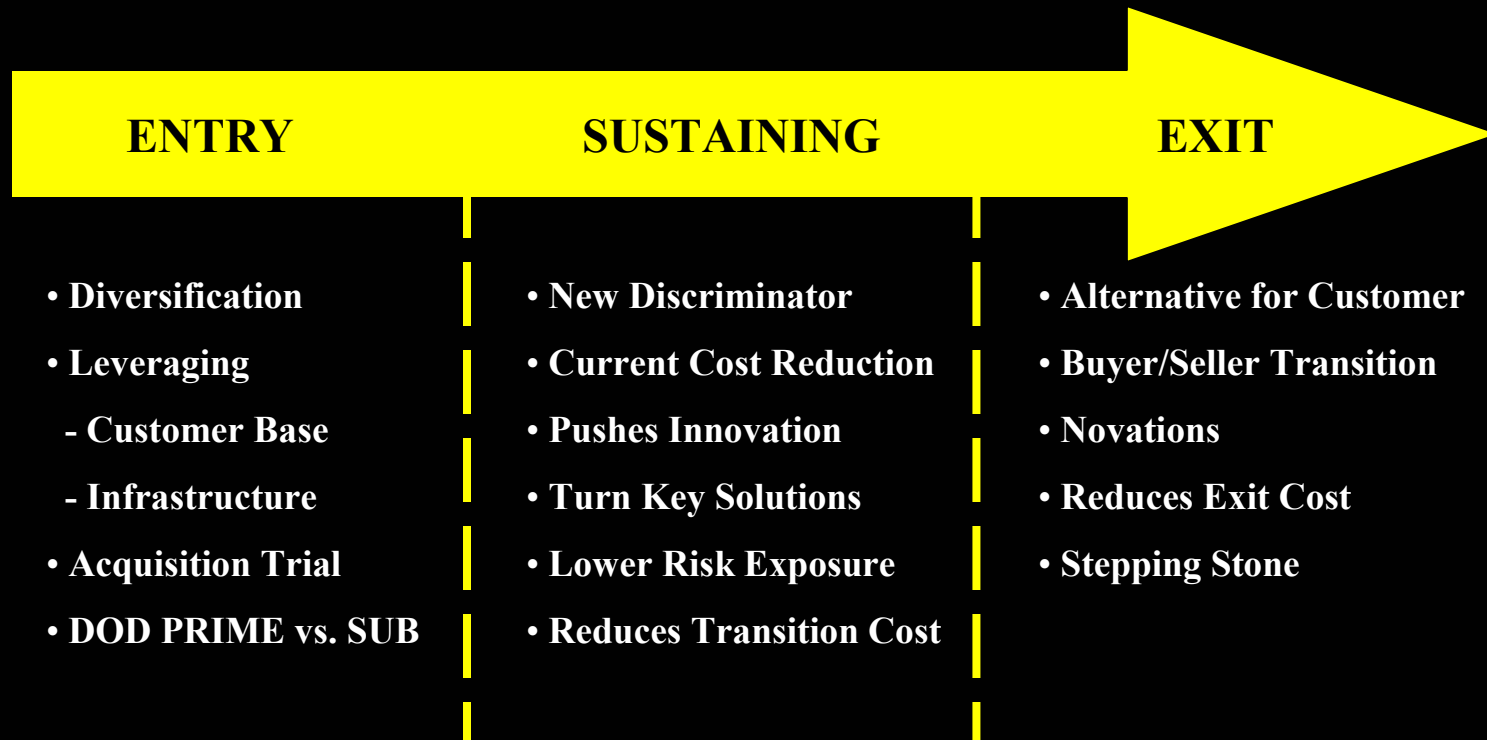 ENTRY
SUSTAINING
EXIT
• Diversification
• Leveraging
- Customer Base
- Infrastructure
• Acquisition Trial
• DOD PRIME vs. SUB
• New Discriminator
• Current Cost Reduction
• Pushes Innovation
• Turn Key Solutions
• Lower Risk Exposure
• Reduces Transition Cost
• Alternative for Customer
• Buyer/Seller Transition
• Novations
• Reduces Exit Cost
• Stepping Stone